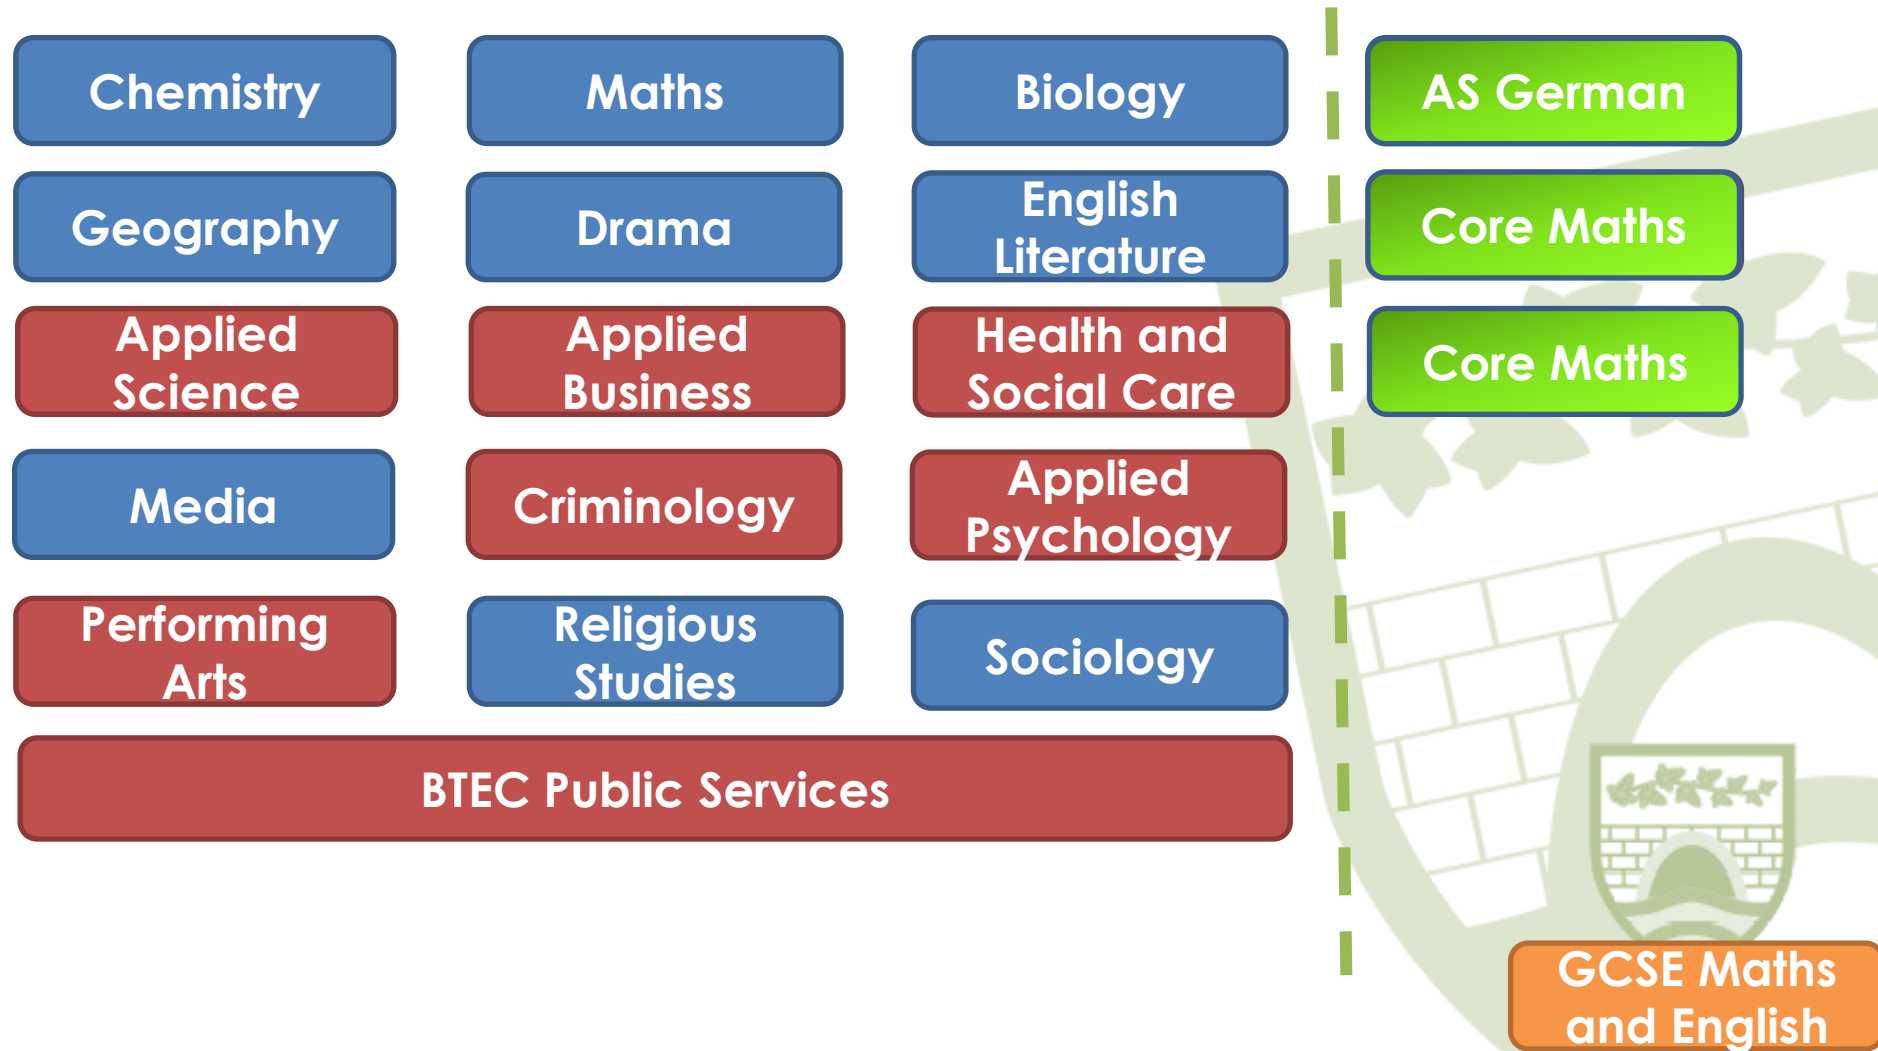 Chemistry
Maths
Biology
AS German
Geography
Drama
English
Literature
Core Maths
Applied
Science
Applied
Business
Health and
Social Care
Core Maths
Media
Criminology
Applied
Psychology
Performing
Arts
Religious
Studies
Sociology
BTEC Public Services
GCSE Maths
and English